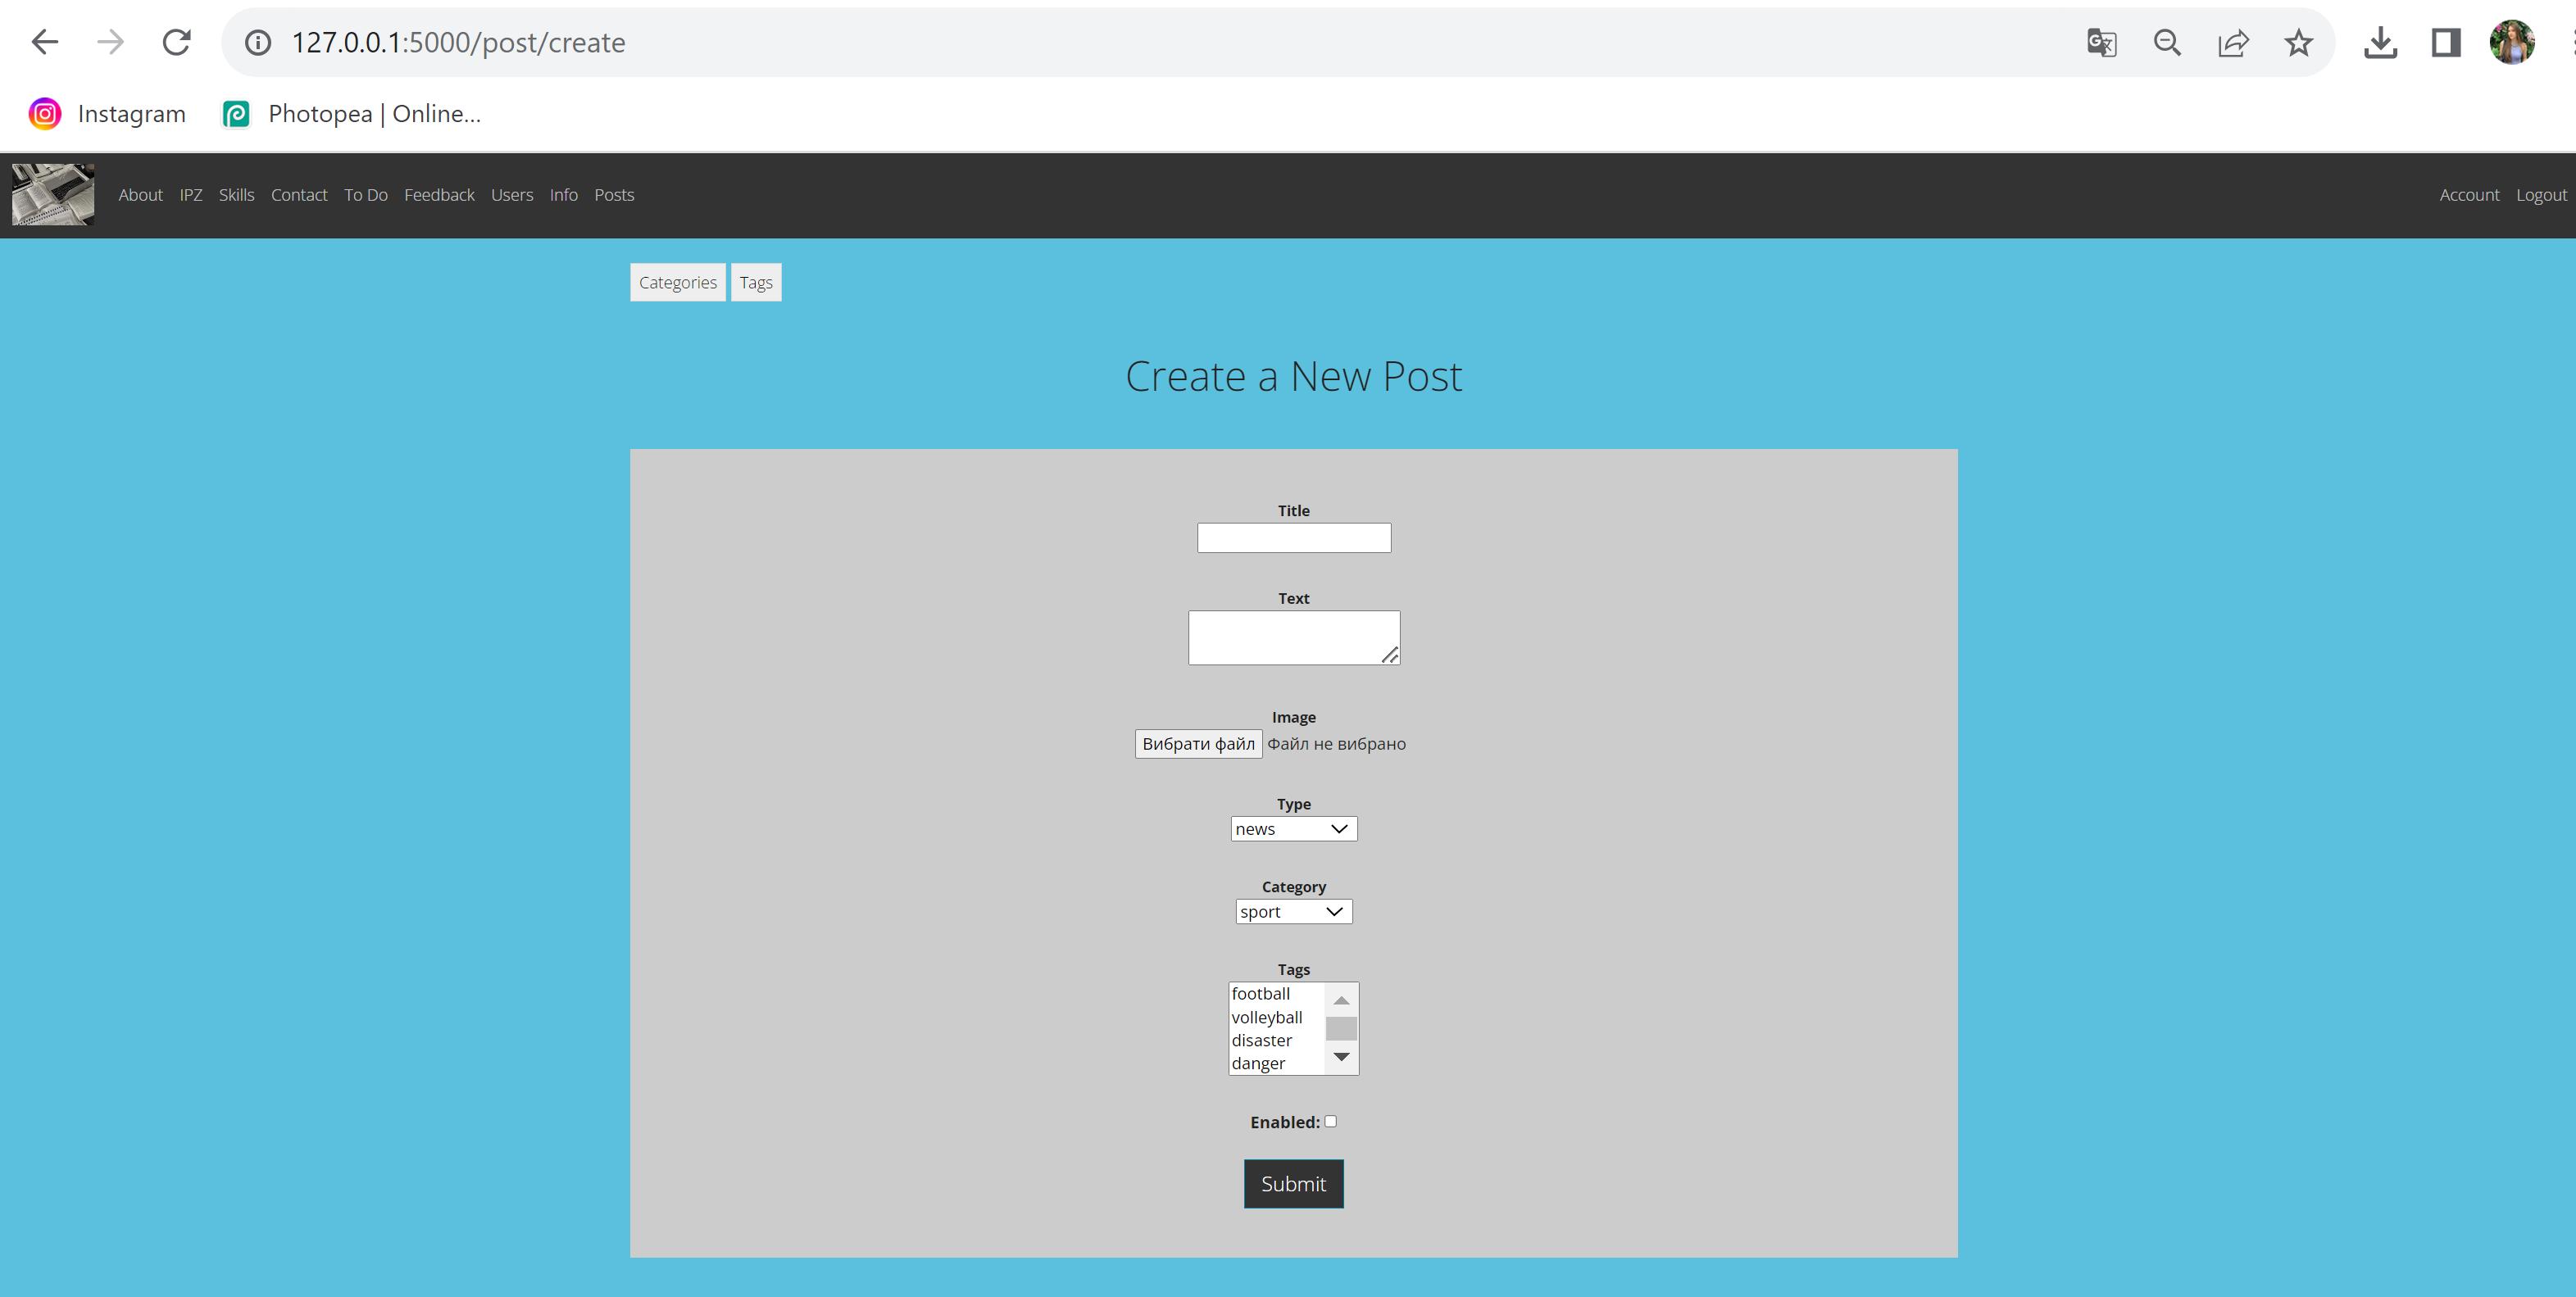 127.0.0.1:5000/post/create
Instagram Photopea | Online...
About IPZ Skills Contact To Do Feedback Users Info Posts Account Logout
Categories Tags
Create a New Post
Title
Text
Image
Вибрати файл Файл не вибрано
Type
news
Category
sport
Tags
football
volleyball
disaster
danger
Enabled:
Submit